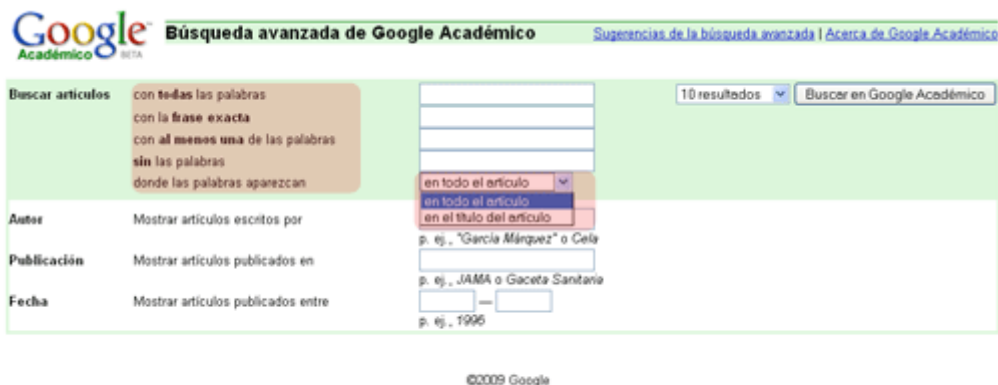 Google
Académico BETA
Búsqueda avanzada de Google Académico
Sugerencias de la búsqueda avanzada | Acerca de Google Académico
Buscar artículos
con todas las palabras
10 resultados
Buscar en Google Académico
con la frase exacta
con al menos una de las palabras
sin las palabras
donde las palabras aparezcan
en todo el artículo
en todo el artículo
en el título del artículo
Autor
Mostrar artículos escritos por
p. ej., "García Márquez" o Cela
Publicación
Mostrar artículos publicados en
p. ej., JAMA o Gaceta Sanitaria
Fecha
Mostrar artículos publicados entre
—
p. ej., 1996
©2009 Google